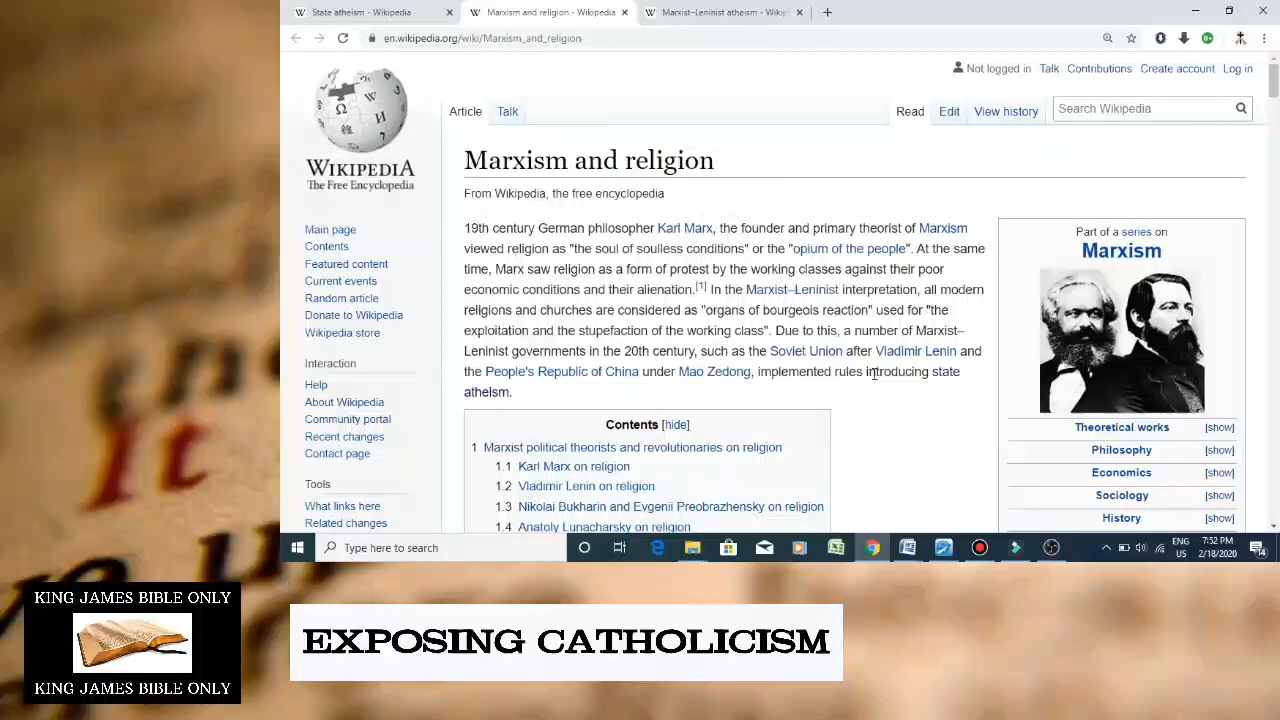 State atheism - Wikipedia
Marxism and religion - Wikipedia
Marxist–Leninist atheism - Wikip
en.wikipedia.org/wiki/Marxism_and_religion
Not logged in Talk Contributions Create account Log in
Article Talk Read Edit View history Search Wikipedia
WIKIPEDIA
The Free Encyclopedia
Main page
Contents
Featured content
Current events
Random article
Donate to Wikipedia
Wikipedia store
Interaction
Help
About Wikipedia
Community portal
Recent changes
Contact page
Tools
What links here
Related changes
Marxism and religion
From Wikipedia, the free encyclopedia
19th century German philosopher Karl Marx, the founder and primary theorist of Marxism
viewed religion as "the soul of soulless conditions" or the "opium of the people". At the same
time, Marx saw religion as a form of protest by the working classes against their poor
economic conditions and their alienation.[1] In the Marxist–Leninist interpretation, all modern
religions and churches are considered as "organs of bourgeois reaction" used for "the
exploitation and the stupefaction of the working class". Due to this, a number of Marxist–
Leninist governments in the 20th century, such as the Soviet Union after Vladimir Lenin and
the People's Republic of China under Mao Zedong, implemented rules introducing state
atheism.
Contents [hide]
1 Marxist political theorists and revolutionaries on religion
1.1 Karl Marx on religion
1.2 Vladimir Lenin on religion
1.3 Nikolai Bukharin and Evgenii Preobrazhensky on religion
1.4 Anatoly Lunacharsky on religion
Part of a series on
Marxism
Theoretical works [show]
Philosophy [show]
Economics [show]
Sociology [show]
History [show]
Type here to search
ENG
US
7:52 PM
2/18/2020
14
It
KING JAMES BIBLE ONLY
KING JAMES BIBLE ONLY
EXPOSING CATHOLICISM